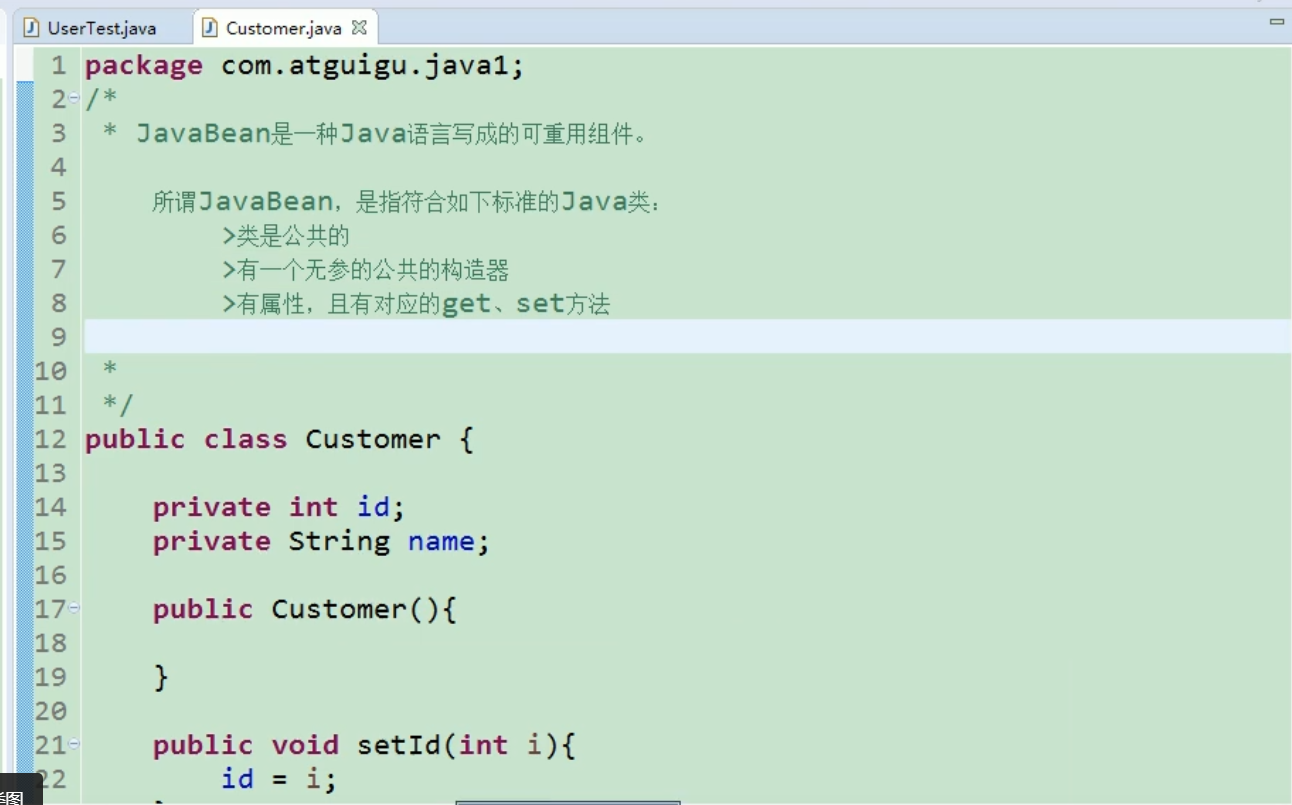 UserTest.java Customer.java
1 package com.atguigu.java1;
2 /*
3 * JavaBean是一种Java语言写成的可重用组件。
4
5 所谓JavaBean，是指符合如下标准的Java类：
6 >类是公共的
7 >有一个无参的公共的构造器
8 >有属性，且有对应的get、set方法
9
10 *
11 */
12 public class Customer {
13
14 private int id;
15 private String name;
16
17 public Customer(){
18
19 }
20
21 public void setId(int i){
22 id = i;